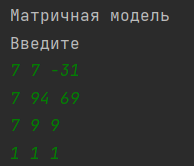 Матричная модель
Введите
7 7 -31
7 94 69
7 9 9
1 1 1